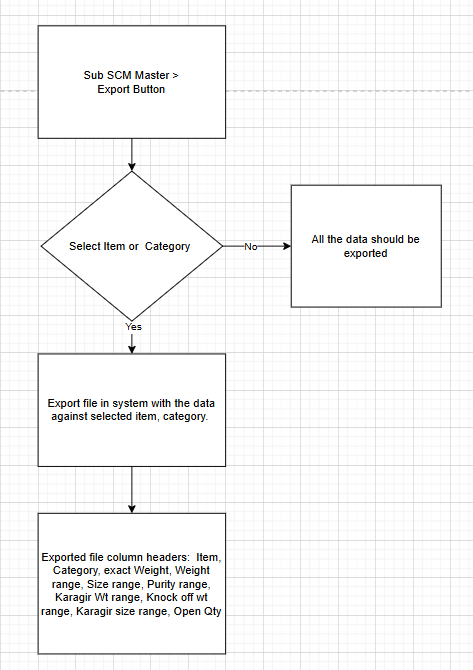 Sub SCM Master >
Export Button
Select Item or  Category
No
All the data should be
exported
Yes
Export file in system with the data
against selected item, category.
Exported file column headers:  Item,
Category, exact Weight, Weight
range, Size range, Purity range,
Karagir Wt range, Knock off wt
range, Karagir size range, Open Qty